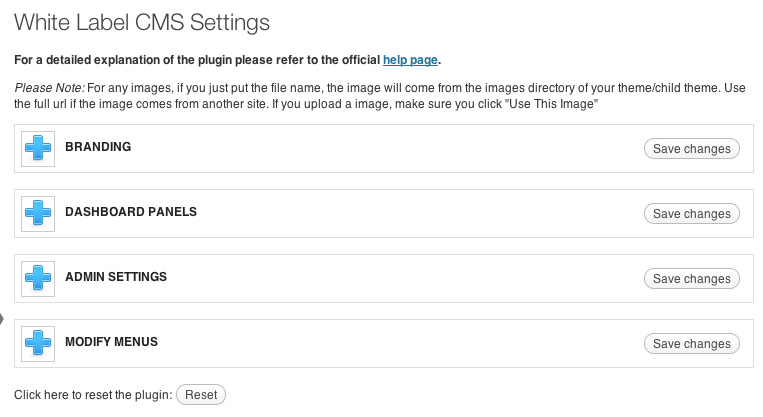 White Label CMS Settings
For a detailed explanation of the plugin please refer to the official help page.
Please Note: For any images, if you just put the file name, the image will come from the images directory of your theme/child theme. Use
the full url if the image comes from another site. If you upload a image, make sure you click "Use This Image"
BRANDING Save changes
DASHBOARD PANELS Save changes
ADMIN SETTINGS Save changes
MODIFY MENUS Save changes
Click here to reset the plugin: Reset